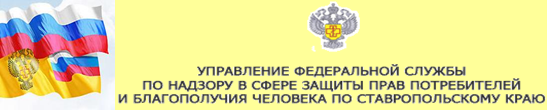 УПРАВЛЕНИЕ ФЕДЕРАЛЬНОЙ СЛУЖБЫ
ПО НАДЗОРУ В СФЕРЕ ЗАЩИТЫ ПРАВ ПОТРЕБИТЕЛЕЙ
И БЛАГОПОЛУЧИЯ ЧЕЛОВЕКА ПО СТАВРОПОЛЬСКОМУ КРАЮ